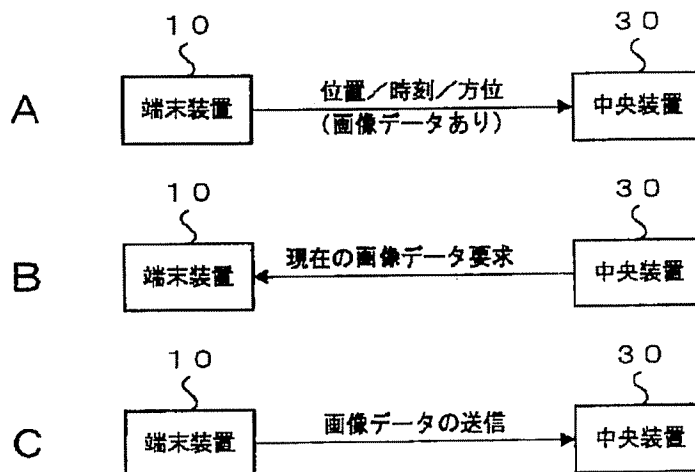 １０ ３０
A 端末装置 位置／時刻／方位 中央装置
(画像データあり)
１０ ３０
B 端末装置 現在の画像データ要求 中央装置
１０ ３０
C 端末装置 画像データの送信 中央装置